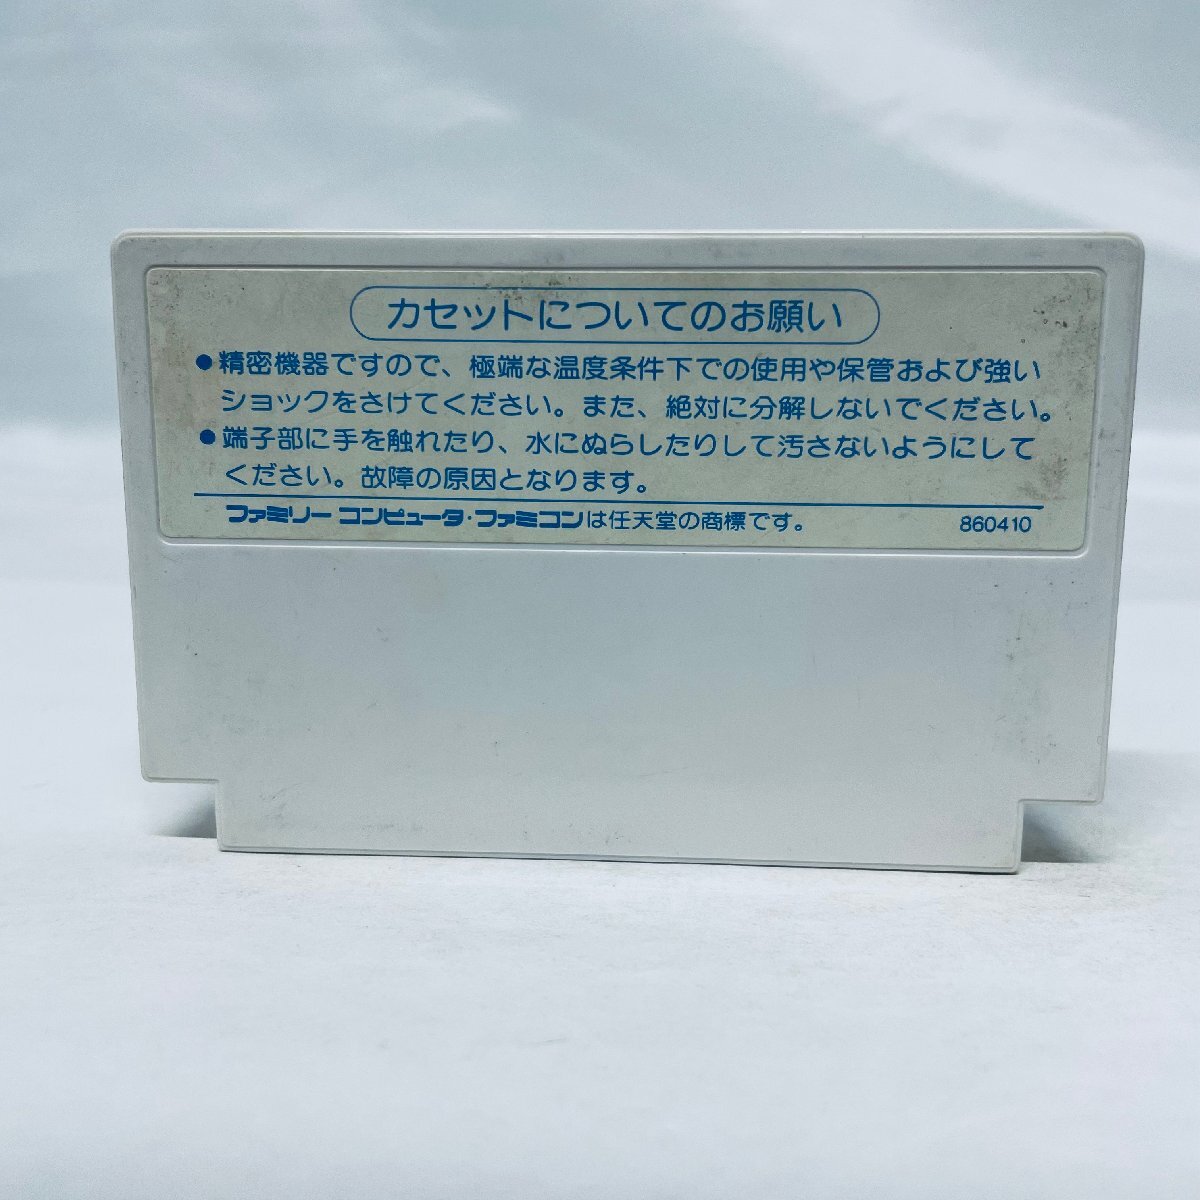 カセットについてのお願い
●精密機器ですので、極端な温度条件下での使用や保管および強い
ショックをさけてください。また、絶対に分解しないでください。
●端子部に手を触れたり、水にぬらしたりして汚さないようにして
ください。故障の原因となります。
ファミリーコンピュータ・ファミコンは任天堂の商標です。 860410